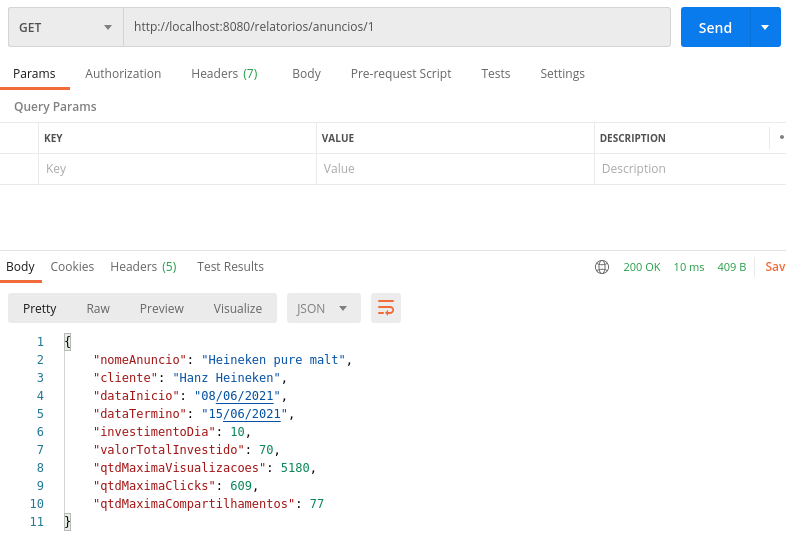 GET http://localhost:8080/relatorios/anuncios/1 Send
Params Authorization Headers (7) Body Pre-request Script Tests Settings
Query Params
KEY VALUE DESCRIPTION
Key Value Description
Body Cookies Headers (5) Test Results 200 OK 10 ms 409 B Sav
Pretty Raw Preview Visualize JSON
1 {
2 "nomeAnuncio": "Heineken pure malt",
3 "cliente": "Hanz Heineken",
4 "dataInicio": "08/06/2021",
5 "dataTermino": "15/06/2021",
6 "investimentoDia": 10,
7 "valorTotalInvestido": 70,
8 "qtdMaximaVisualizacoes": 5180,
9 "qtdMaximaClicks": 609,
10 "qtdMaximaCompartilhamentos": 77
11 }